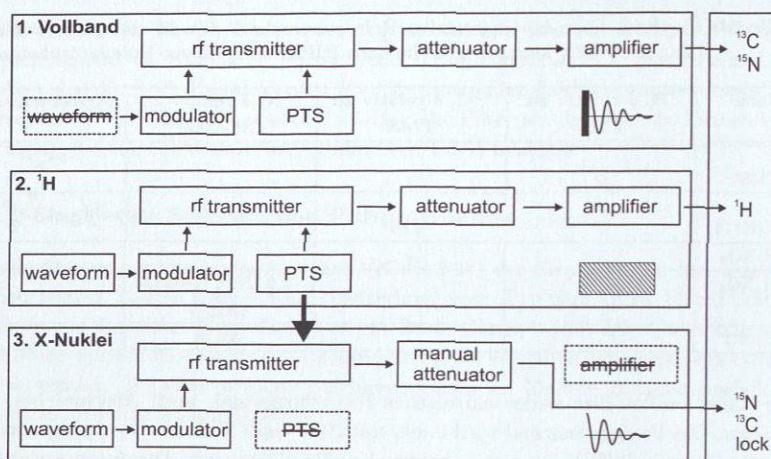 1. Vollband
rf transmitter
attenuator
amplifier
¹³C
¹⁵N
waveform
modulator
PTS
2. ¹H
rf transmitter
attenuator
amplifier
¹H
waveform
modulator
PTS
3. X-Nuklei
rf transmitter
manual
attenuator
amplifier
waveform
modulator
PTS
¹⁵N
¹³C
lock